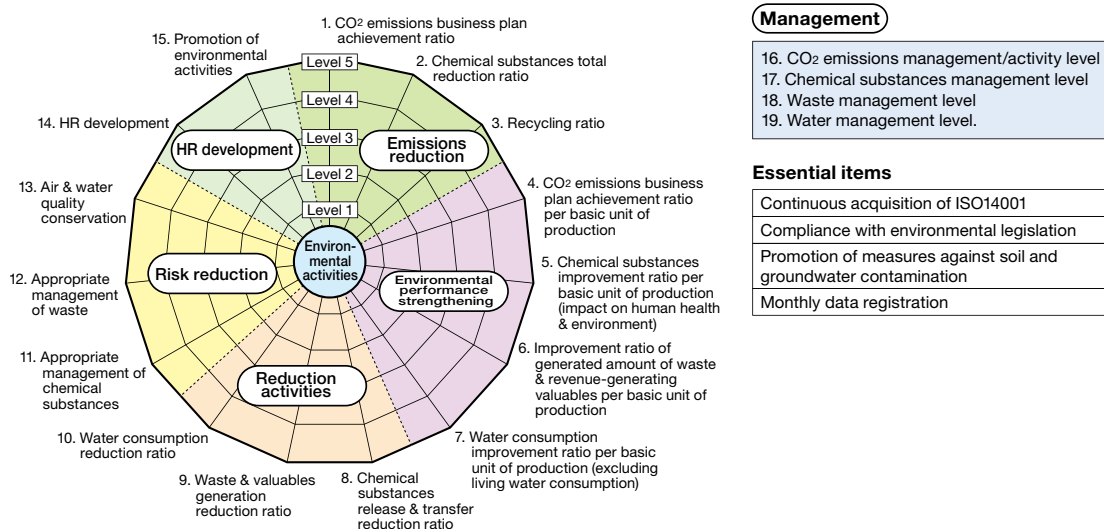 1. CO2 emissions business plan
achievement ratio
2. Chemical substances total
reduction ratio
3. Recycling ratio
4. CO2 emissions business
plan achievement ratio
per basic unit of
production
5. Chemical substances
improvement ratio per
basic unit of production
(impact on human health
& environment)
6. Improvement ratio of
generated amount of waste
& revenue-generating
valuables per basic unit of
production
7. Water consumption
improvement ratio per basic
unit of production (excluding
living water consumption)
8. Chemical
substances
release & transfer
reduction ratio
9. Waste & valuables
generation
reduction ratio
10. Water consumption
reduction ratio
11. Appropriate
management of
chemical
substances
12. Appropriate
management
of waste
13. Air & water
quality
conservation
14. HR development
15. Promotion of
environmental
activities
Level 5
Level 4
Level 3
Level 2
Level 1
HR development
Emissions
reduction
Environ-
mental
activities
Risk reduction
Environmental
performance
strengthening
Reduction
activities
Management
16. CO2 emissions management/activity level
17. Chemical substances management level
18. Waste management level
19. Water management level.
Essential items
Continuous acquisition of ISO14001
Compliance with environmental legislation
Promotion of measures against soil and
groundwater contamination
Monthly data registration